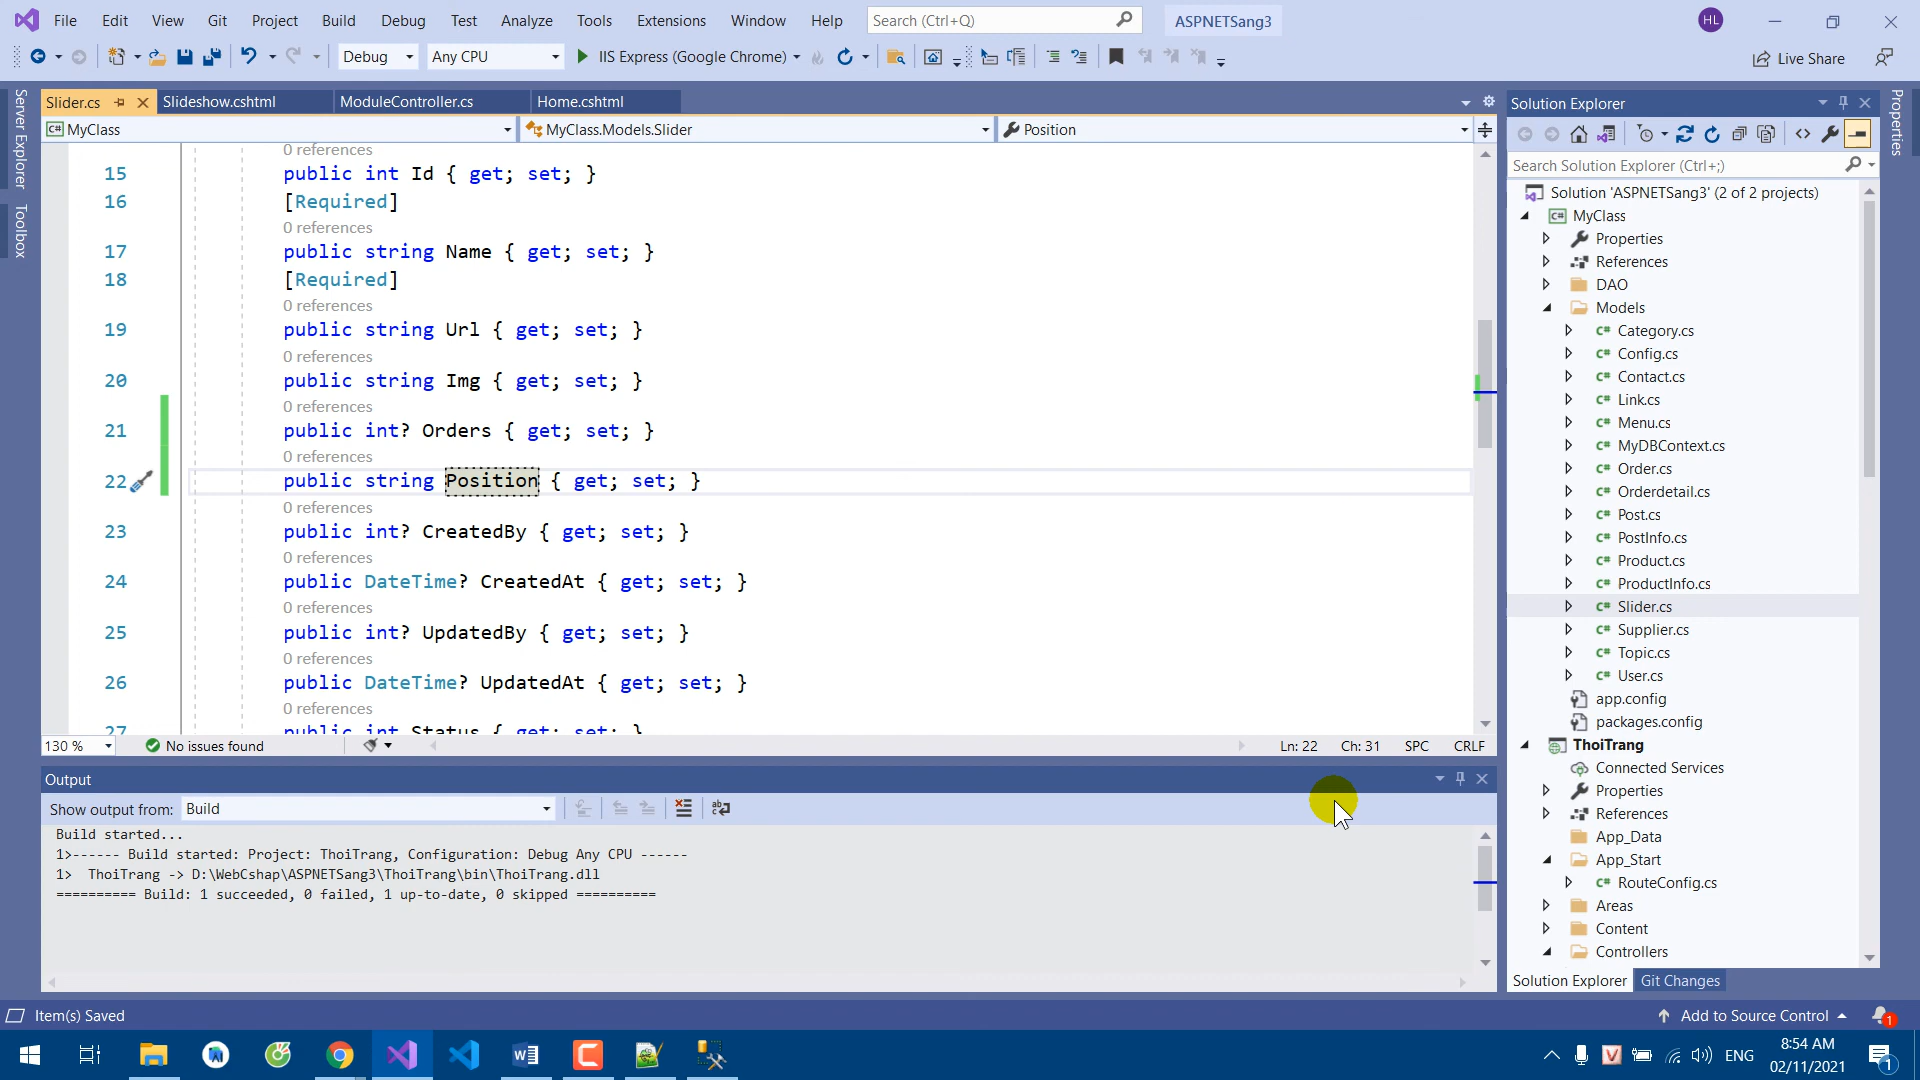 File Edit View Git Project Build Debug Test Analyze Tools Extensions Window Help Search (Ctrl+Q) ASPNETSang3 HL
Debug Any CPU IIS Express (Google Chrome) Live Share
Server Explorer
Toolbox
Slider.cs Slideshow.cshtml ModuleController.cs Home.cshtml
MyClass MyClass.Models.Slider Position
0 references
15 public int Id { get; set; }
16 [Required]
0 references
17 public string Name { get; set; }
18 [Required]
0 references
19 public string Url { get; set; }
0 references
20 public string Img { get; set; }
0 references
21 public int? Orders { get; set; }
0 references
22 public string Position { get; set; }
0 references
23 public int? CreatedBy { get; set; }
0 references
24 public DateTime? CreatedAt { get; set; }
0 references
25 public int? UpdatedBy { get; set; }
0 references
26 public DateTime? UpdatedAt { get; set; }
0 references
27 public int Status { get; set; }
130 % No issues found Ln: 22 Ch: 31 SPC CRLF
Output
Show output from: Build
Build started...
1>------ Build started: Project: ThoiTrang, Configuration: Debug Any CPU ------
1>  ThoiTrang -> D:\WebCshap\ASPNETSang3\ThoiTrang\bin\ThoiTrang.dll
========== Build: 1 succeeded, 0 failed, 1 up-to-date, 0 skipped ==========
Solution Explorer
Search Solution Explorer (Ctrl+;)
Solution 'ASPNETSang3' (2 of 2 projects)
MyClass
Properties
References
DAO
Models
Category.cs
Config.cs
Contact.cs
Link.cs
Menu.cs
MyDBContext.cs
Order.cs
Orderdetail.cs
Post.cs
PostInfo.cs
Product.cs
ProductInfo.cs
Slider.cs
Supplier.cs
Topic.cs
User.cs
app.config
packages.config
ThoiTrang
Connected Services
Properties
References
App_Data
App_Start
RouteConfig.cs
Areas
Content
Controllers
Solution Explorer Git Changes
Properties
Item(s) Saved Add to Source Control 1
ENG 8:54 AM
02/11/2021 1